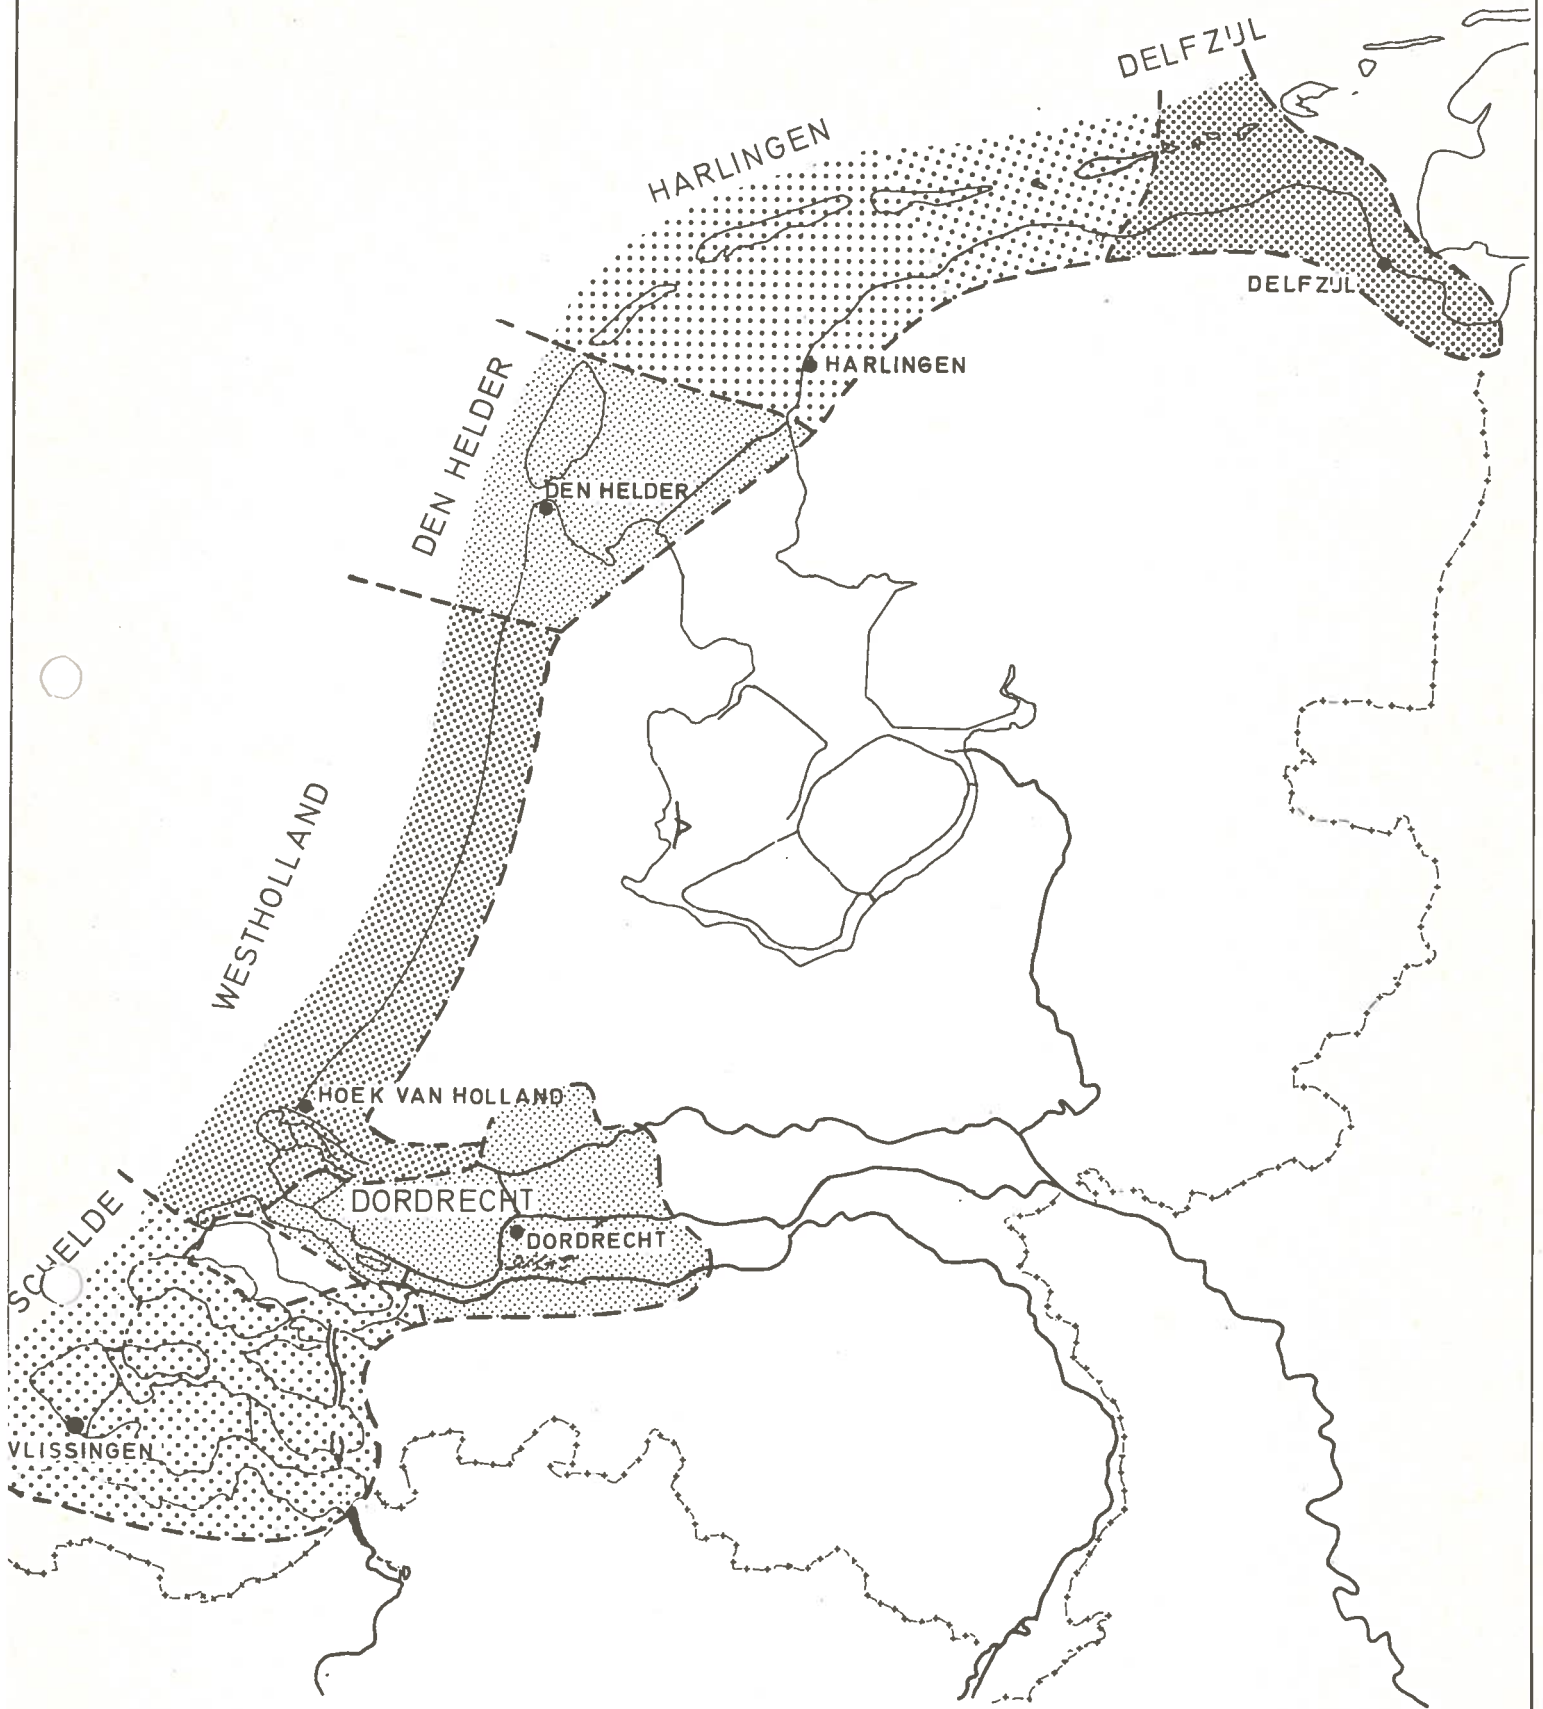 DELFZIJL
HARLINGEN
DELFZIJL
HARLINGEN
DEN HELDER
DEN HELDER
WESTHOLLAND
HOEK VAN HOLLAND
DORDRECHT
DORDRECHT
SCHELDE
VLISSINGEN